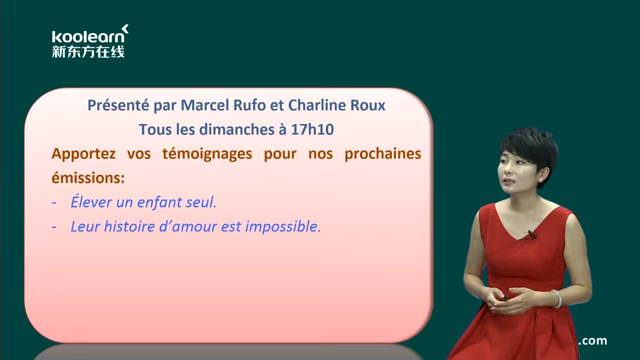 koolearn
新东方在线
Présenté par Marcel Rufo et Charline Roux
Tous les dimanches à 17h10
Apportez vos témoignages pour nos prochaines
émissions:
- Élever un enfant seul.
- Leur histoire d'amour est impossible.
.com